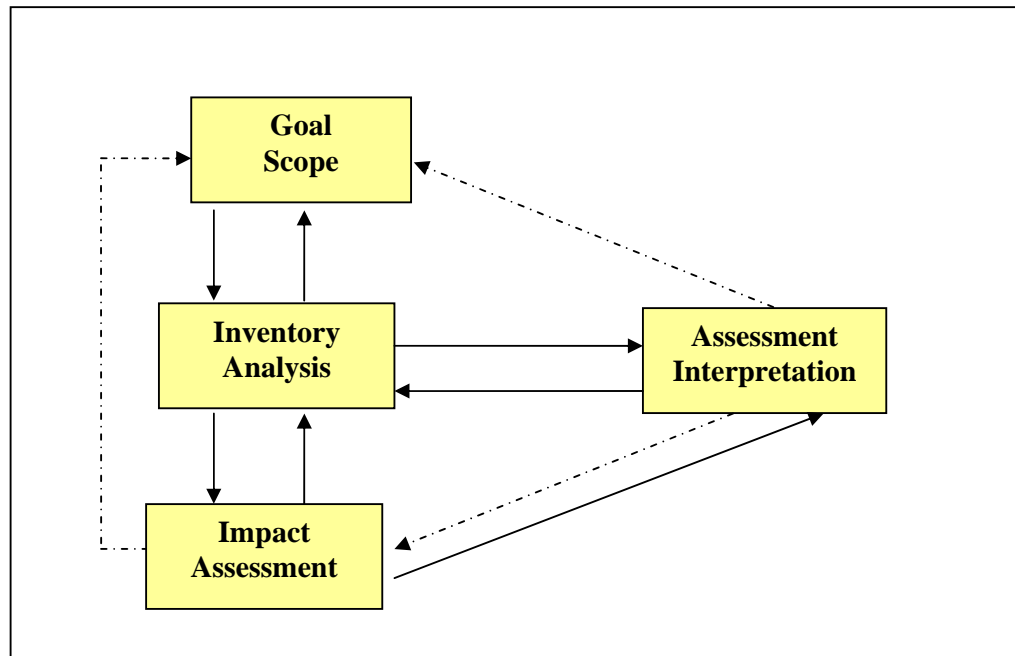 Goal
Scope
Inventory
Analysis
Assessment
Interpretation
Impact
Assessment